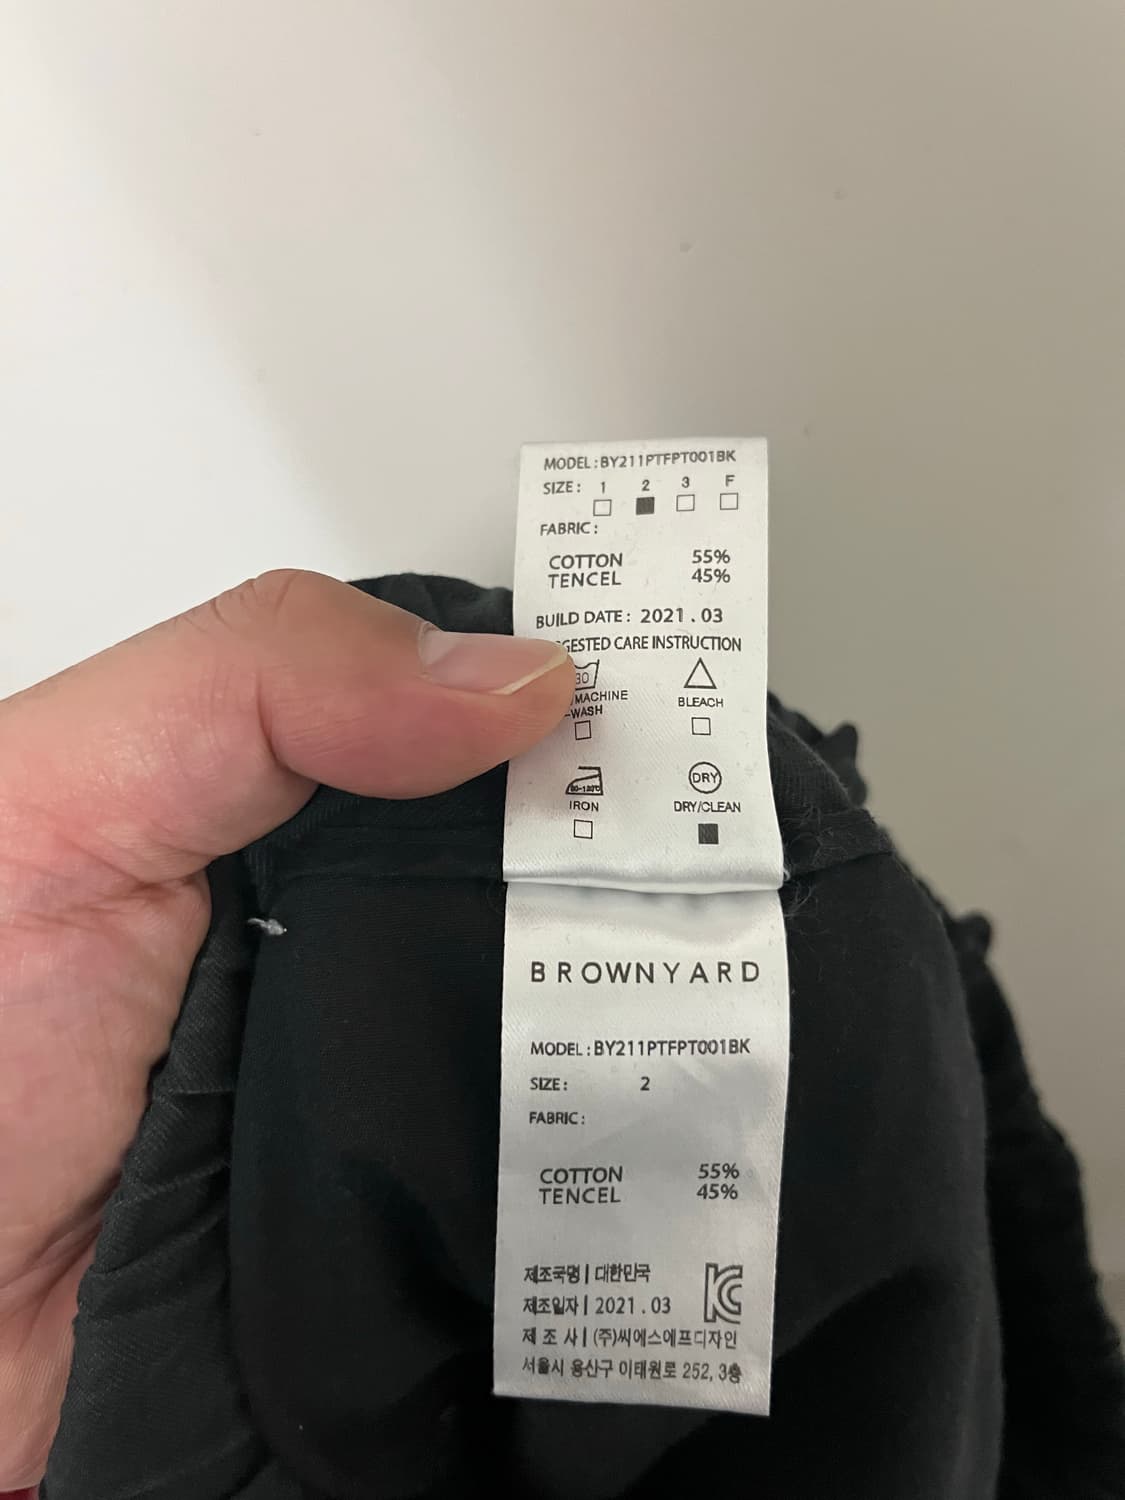 MODEL : BY211PTFPT001BK
SIZE : 1 2 3 F
FABRIC :
COTTON 55%
TENCEL 45%
BUILD DATE : 2021 . 03
GESTED CARE INSTRUCTION
30
MACHINE BLEACH
-WASH
DRY
IRON DRY/CLEAN
BROWNYARD
MODEL : BY211PTFPT001BK
SIZE : 2
FABRIC :
COTTON 55%
TENCEL 45%
제조국명 | 대한민국
제조일자 | 2021 . 03
제 조 사 | (주)씨에스에프디자인
서울시 용산구 이태원로 252, 3층